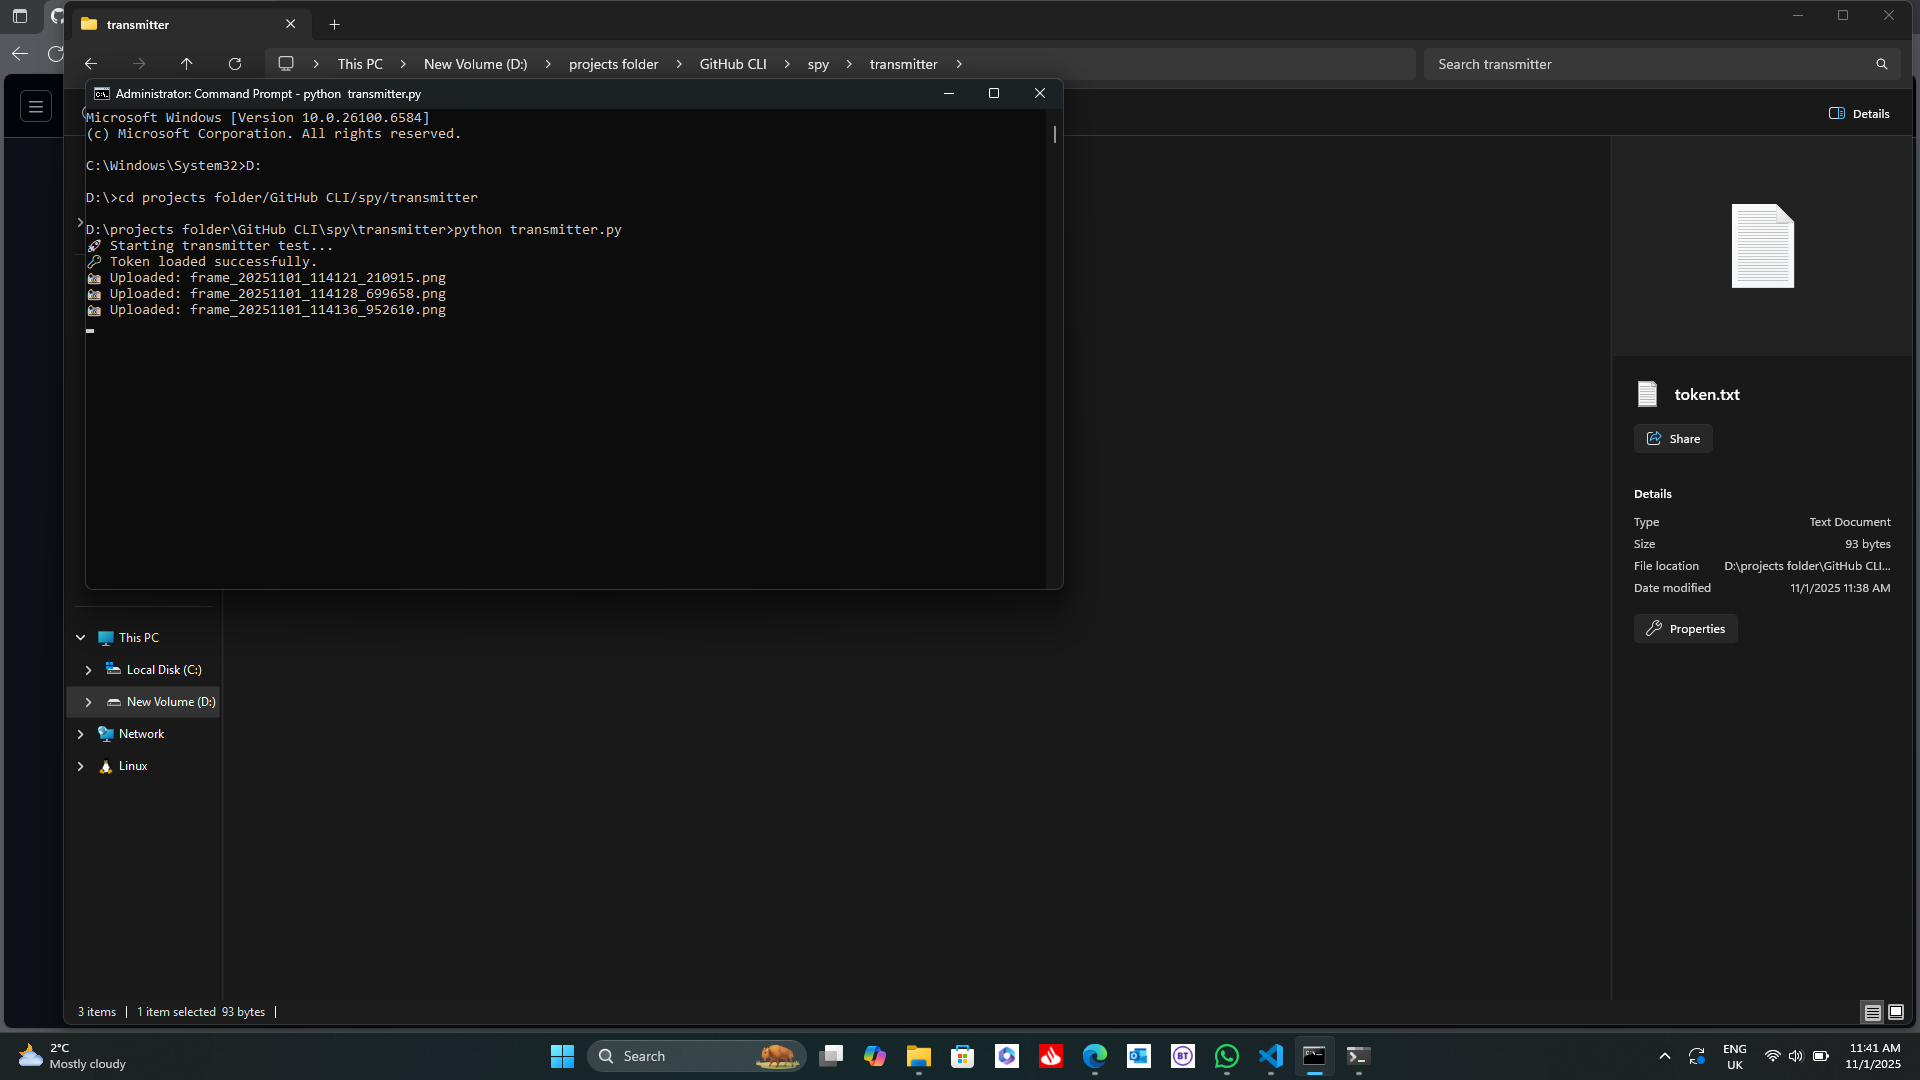 transmitter
This PC
New Volume (D:)
projects folder
GitHub CLI
spy
transmitter
Search transmitter
Details
Administrator: Command Prompt - python  transmitter.py
Microsoft Windows [Version 10.0.26100.6584]
(c) Microsoft Corporation. All rights reserved.
C:\Windows\System32>D:
D:\>cd projects folder/GitHub CLI/spy/transmitter
D:\projects folder\GitHub CLI\spy\transmitter>python transmitter.py
🚀 Starting transmitter test...
🔑 Token loaded successfully.
📸 Uploaded: frame_20251101_114121_210915.png
📸 Uploaded: frame_20251101_114128_699658.png
📸 Uploaded: frame_20251101_114136_952610.png
token.txt
Share
Details
Type Text Document
Size 93 bytes
File location D:\projects folder\GitHub CLI...
Date modified 11/1/2025 11:38 AM
Properties
This PC
Local Disk (C:)
New Volume (D:)
Network
Linux
3 items
1 item selected 93 bytes
2°C
Mostly cloudy
Search
BT
ENG
UK
11:41 AM
11/1/2025